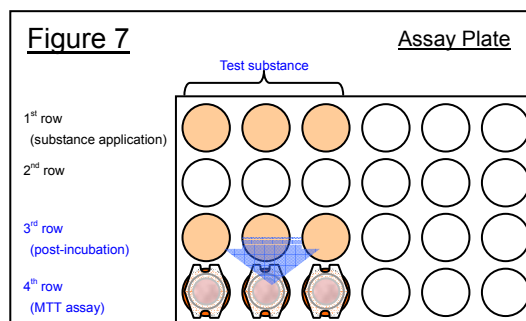 Figure 7
Assay Plate
Test substance
1st row
(substance application)
2nd row
3rd row
(post-incubation)
4th row
(MTT assay)